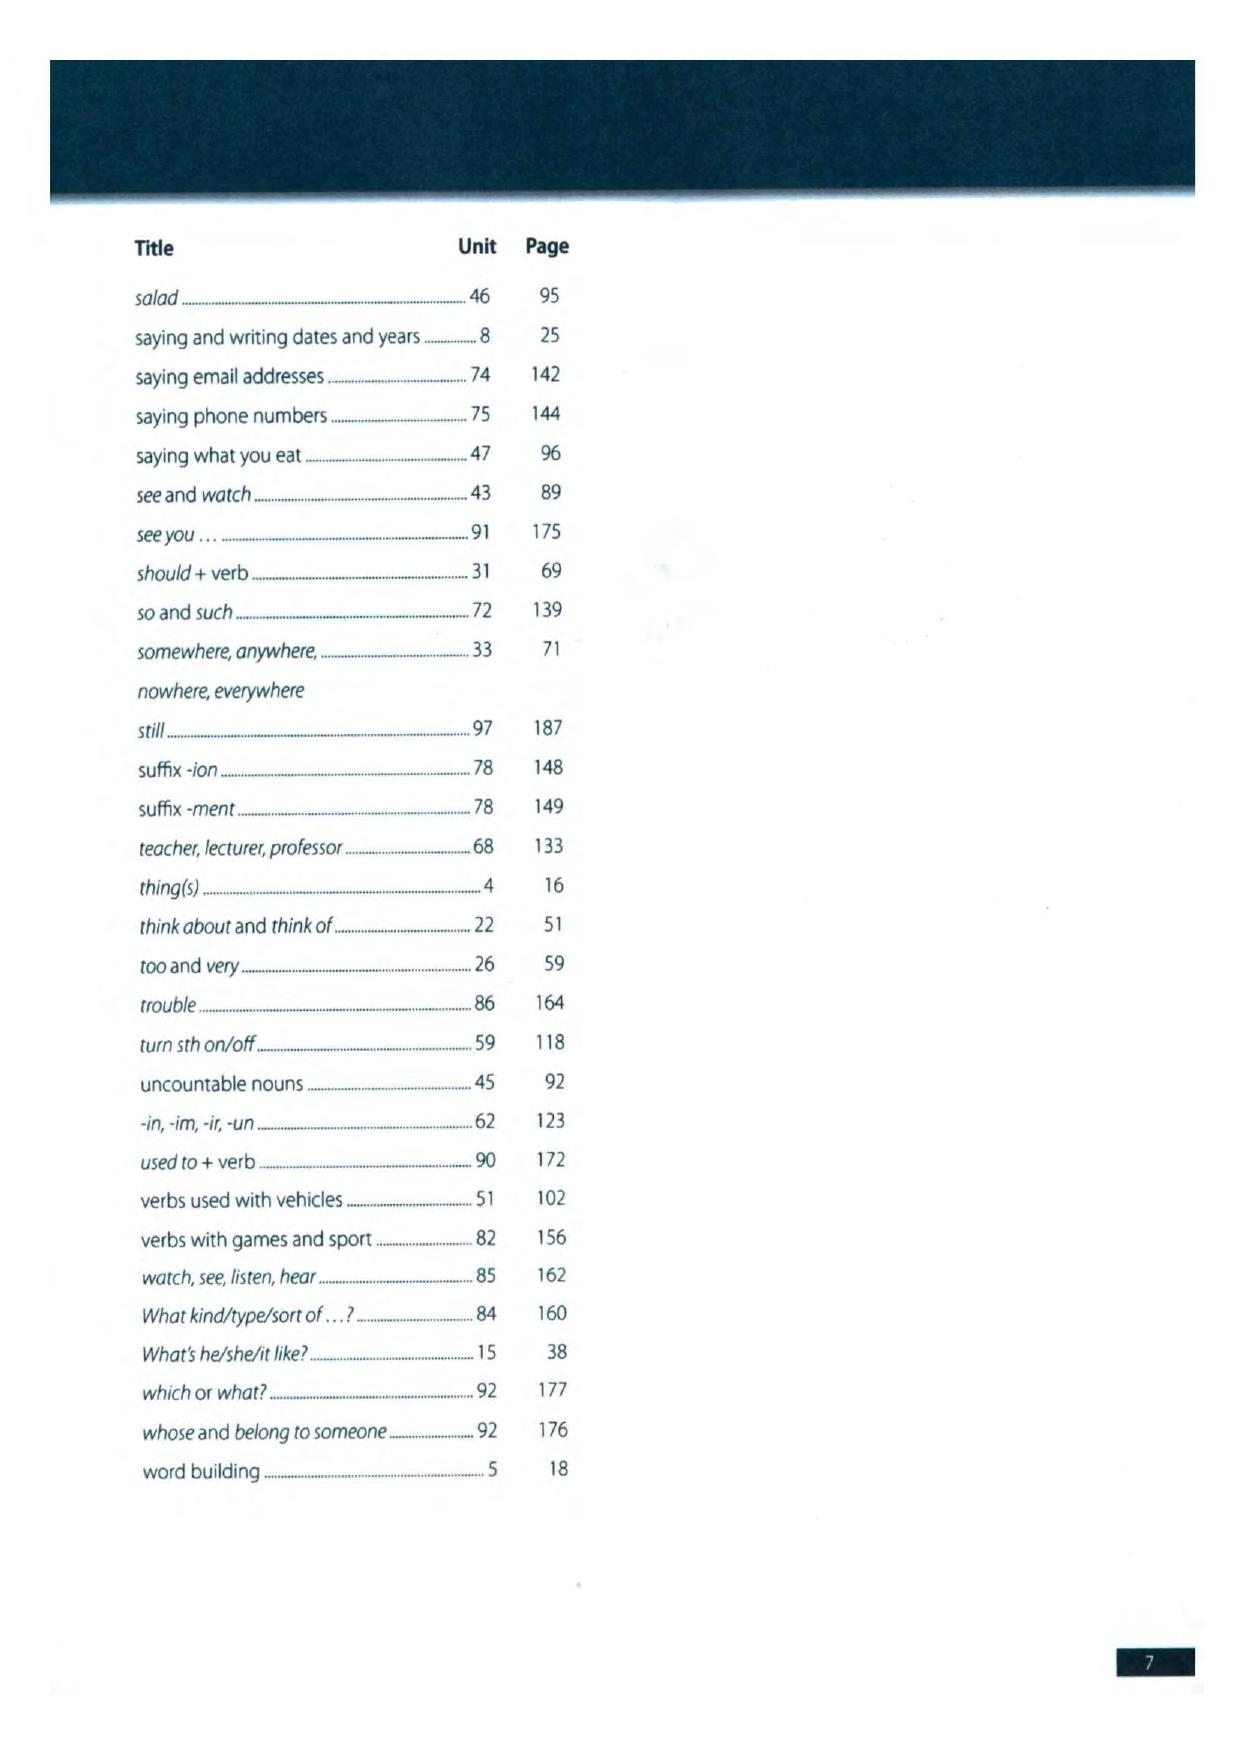 Title Unit Page
salad 46 95
saying and writing dates and years 8 25
saying email addresses 74 142
saying phone numbers 75 144
saying what you eat 47 96
see and watch 43 89
see you ... 91 175
should + verb 31 69
so and such 72 139
somewhere, anywhere, 33 71
nowhere, everywhere
still 97 187
suffix -ion 78 148
suffix -ment 78 149
teacher, lecturer, professor 68 133
thing(s) 4 16
think about and think of 22 51
too and very 26 59
trouble 86 164
turn sth on/off 59 118
uncountable nouns 45 92
-in, -im, -ir, -un 62 123
used to + verb 90 172
verbs used with vehicles 51 102
verbs with games and sport 82 156
watch, see, listen, hear 85 162
What kind/type/sort of ...? 84 160
What's he/she/it like? 15 38
which or what? 92 177
whose and belong to someone 92 176
word building 5 18
7